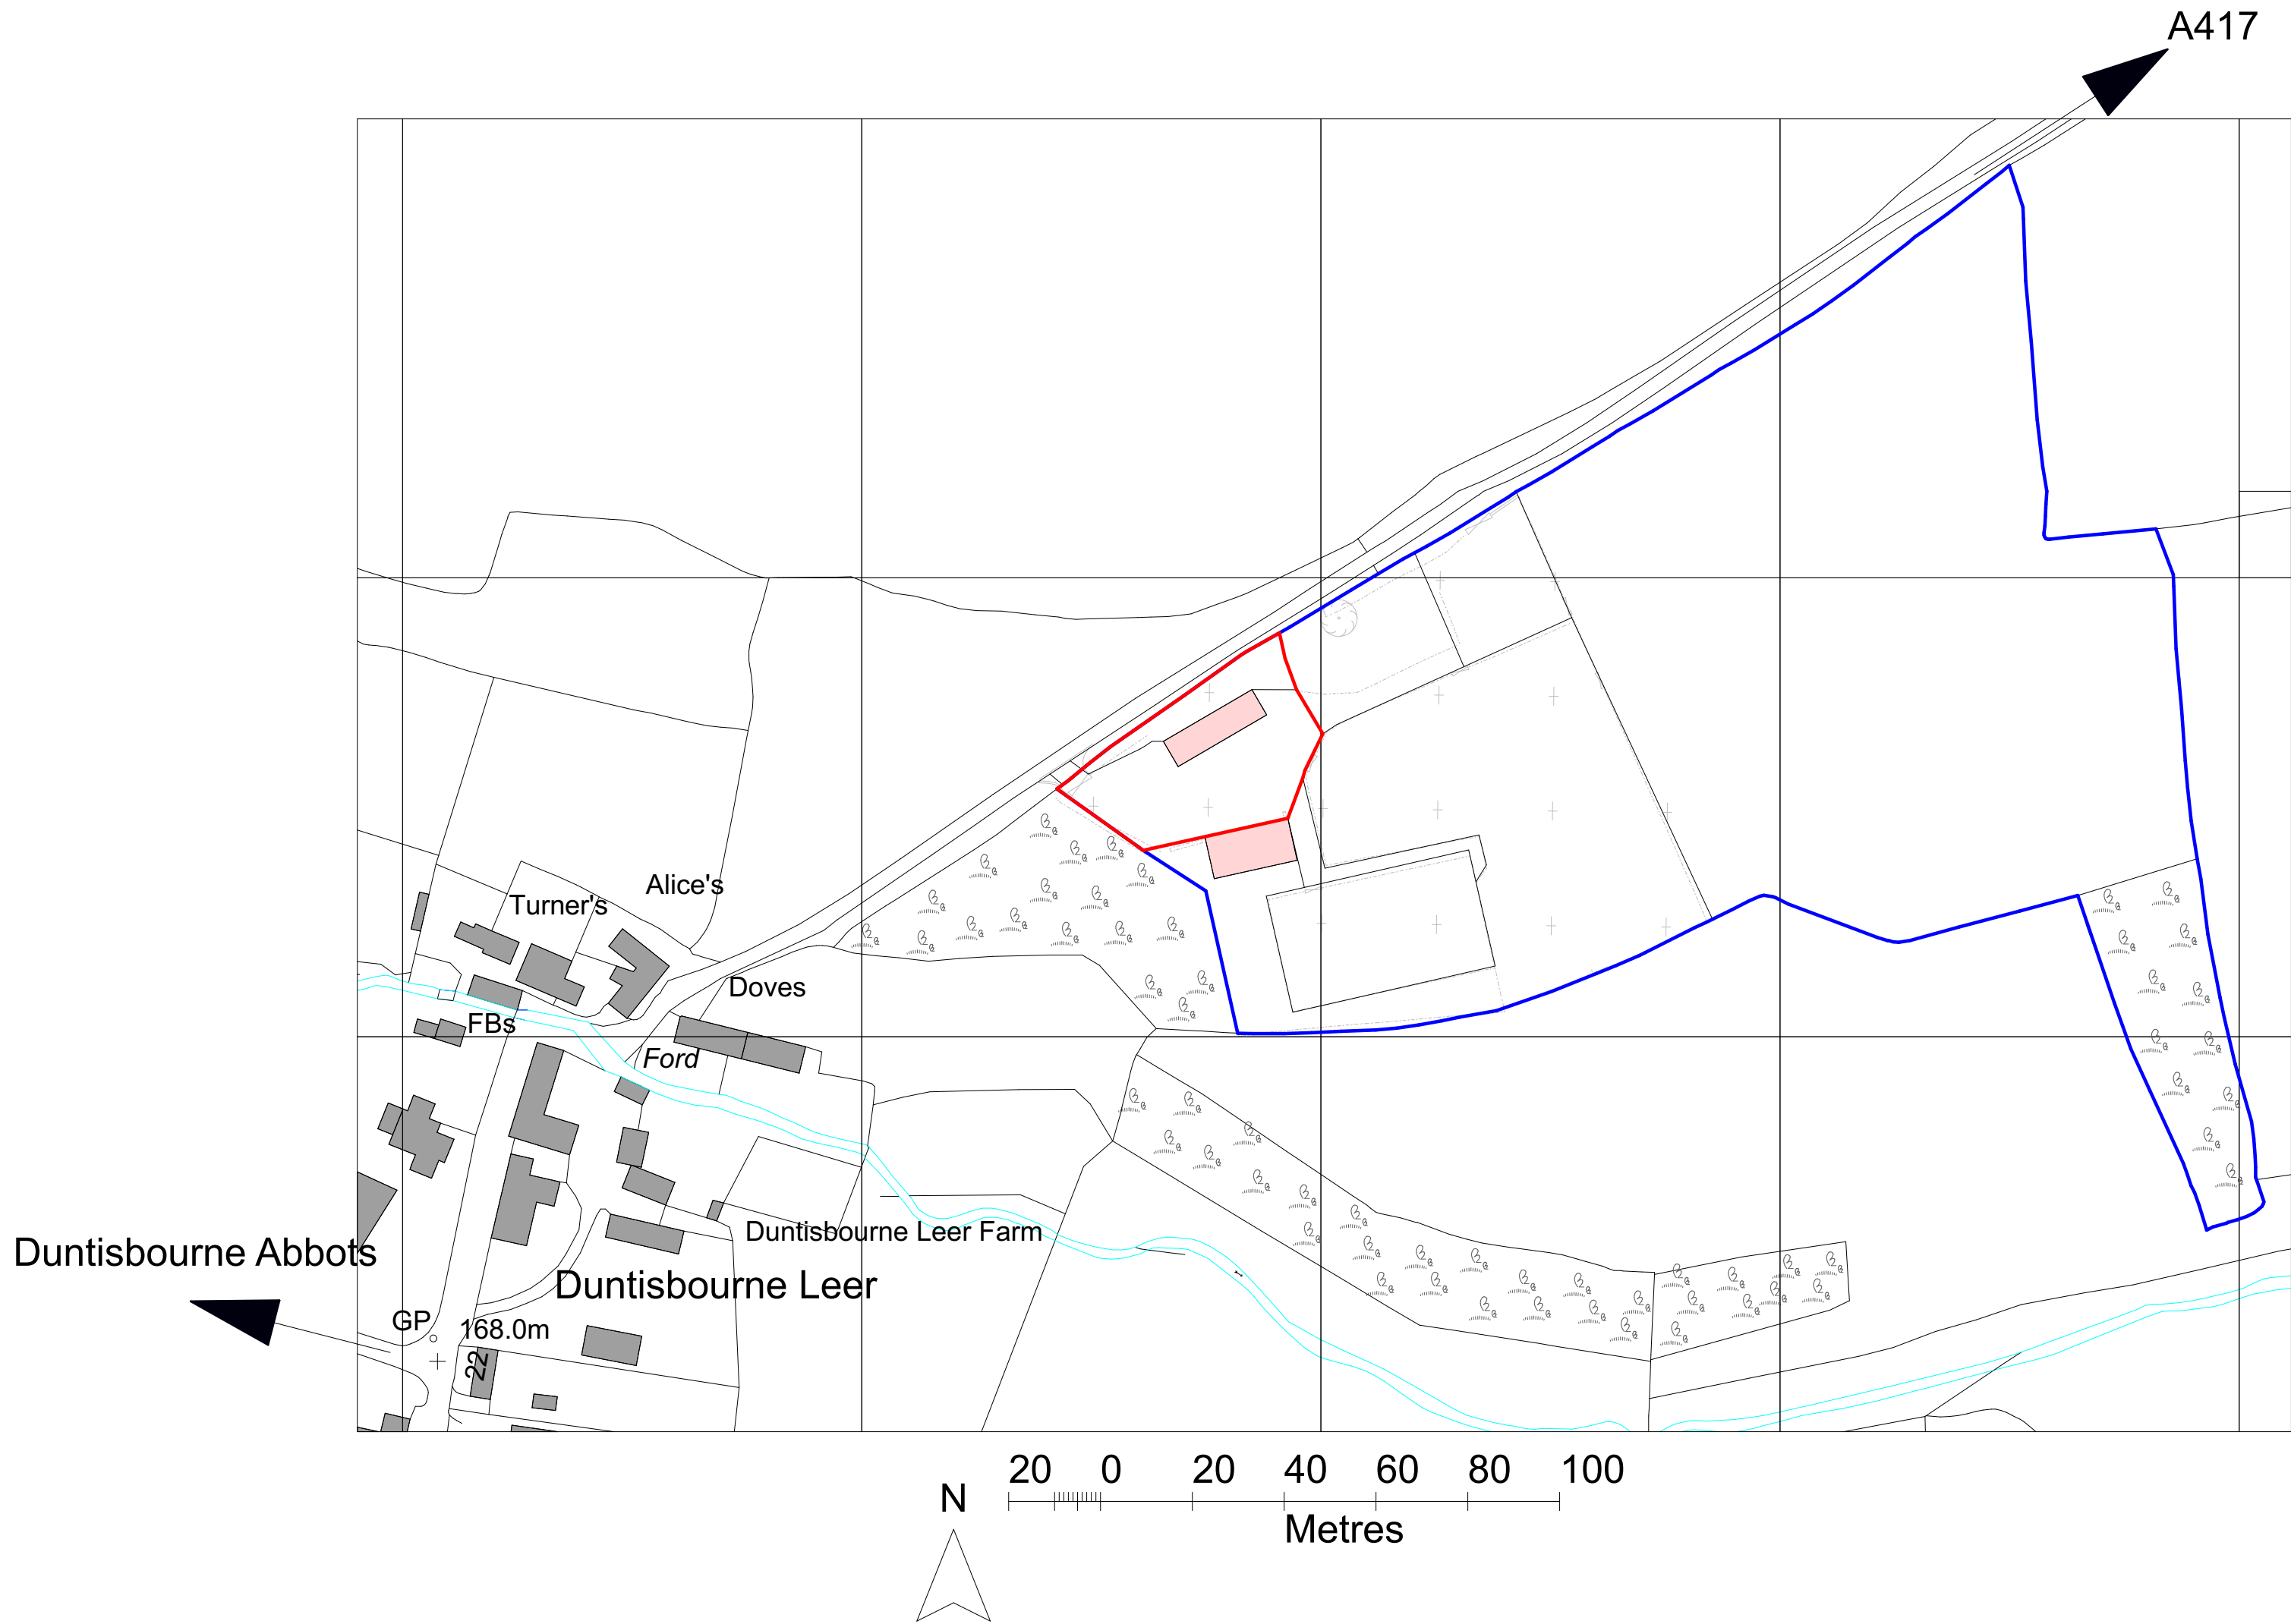 A417
Alice's
Turner's
Doves
FBs
Ford
Duntisbourne Leer Farm
Duntisbourne Abbots
Duntisbourne Leer
GP
168.0m
22
20 0 20 40 60 80 100
N
Metres